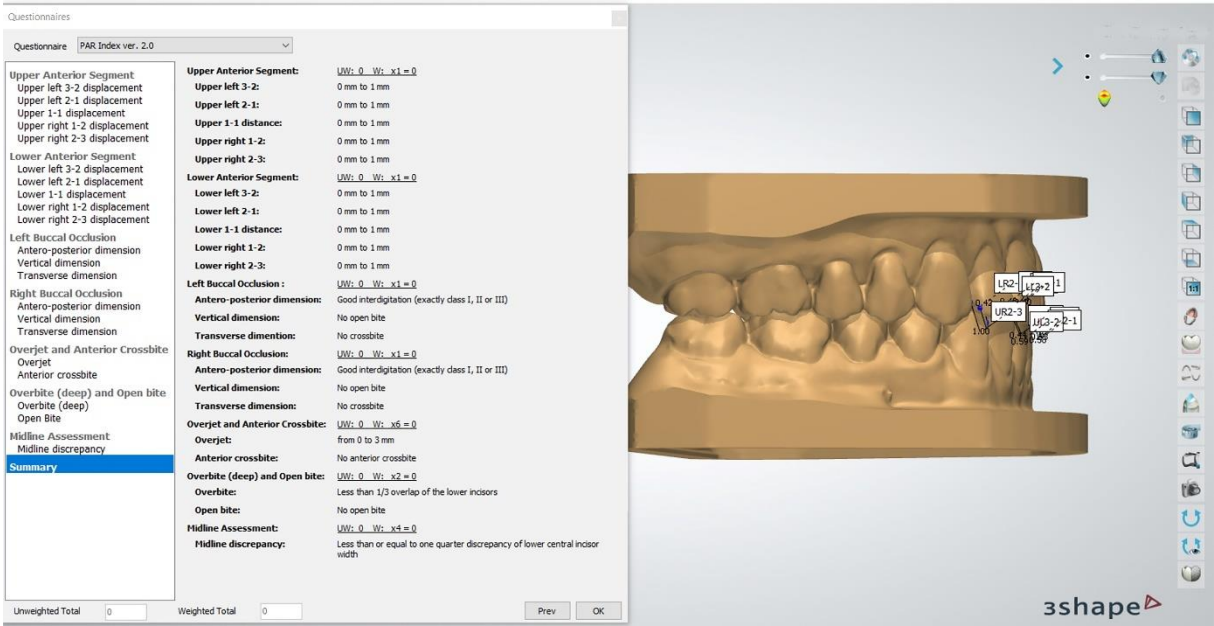 Questionnaires
Questionnaire PAR Index ver. 2.0
Upper Anterior Segment
Upper left 3-2 displacement
Upper left 2-1 displacement
Upper 1-1 displacement
Upper right 1-2 displacement
Upper right 2-3 displacement
Lower Anterior Segment
Lower left 3-2 displacement
Lower left 2-1 displacement
Lower 1-1 displacement
Lower right 1-2 displacement
Lower right 2-3 displacement
Left Buccal Occlusion
Antero-posterior dimension
Vertical dimension
Transverse dimension
Right Buccal Occlusion
Antero-posterior dimension
Vertical dimension
Transverse dimension
Overjet and Anterior Crossbite
Overjet
Anterior crossbite
Overbite (deep) and Open bite
Overbite (deep)
Open Bite
Midline Assessment
Midline discrepancy
Summary
Upper Anterior Segment: UW: 0 W: x1 = 0
Upper left 3-2: 0 mm to 1 mm
Upper left 2-1: 0 mm to 1 mm
Upper 1-1 distance: 0 mm to 1 mm
Upper right 1-2: 0 mm to 1 mm
Upper right 2-3: 0 mm to 1 mm
Lower Anterior Segment: UW: 0 W: x1 = 0
Lower left 3-2: 0 mm to 1 mm
Lower left 2-1: 0 mm to 1 mm
Lower 1-1 distance: 0 mm to 1 mm
Lower right 1-2: 0 mm to 1 mm
Lower right 2-3: 0 mm to 1 mm
Left Buccal Occlusion : UW: 0 W: x1 = 0
Antero-posterior dimension: Good interdigitation (exactly class I, II or III)
Vertical dimension: No open bite
Transverse dimention: No crossbite
Right Buccal Occlusion: UW: 0 W: x1 = 0
Antero-posterior dimension: Good interdigitation (exactly class I, II or III)
Vertical dimension: No open bite
Transverse dimension: No crossbite
Overjet and Anterior Crossbite: UW: 0 W: x6 = 0
Overjet: from 0 to 3 mm
Anterior crossbite: No anterior crossbite
Overbite (deep) and Open bite: UW: 0 W: x2 = 0
Overbite: Less than 1/3 overlap of the lower incisors
Open bite: No open bite
Midline Assessment: UW: 0 W: x4 = 0
Midline discrepancy: Less than or equal to one quarter discrepancy of lower central incisor
width
Unweighted Total 0 Weighted Total 0 Prev OK
1:1
LR2-
UR2-3
1.00
3shape